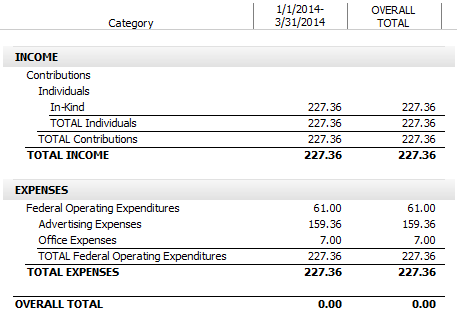 Category 1/1/2014- 3/31/2014 OVERALL TOTAL
INCOME
Contributions
Individuals
In-Kind 227.36 227.36
TOTAL Individuals 227.36 227.36
TOTAL Contributions 227.36 227.36
TOTAL INCOME 227.36 227.36
EXPENSES
Federal Operating Expenditures 61.00 61.00
Advertising Expenses 159.36 159.36
Office Expenses 7.00 7.00
TOTAL Federal Operating Expenditures 227.36 227.36
TOTAL EXPENSES 227.36 227.36
OVERALL TOTAL 0.00 0.00